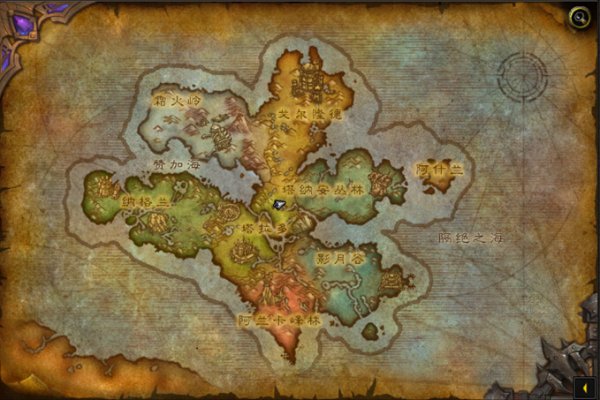 霜火岭
戈尔隆德
赞加海
阿什兰
塔纳安丛林
纳格兰
塔拉多
隔绝之海
影月谷
阿兰卡峰林